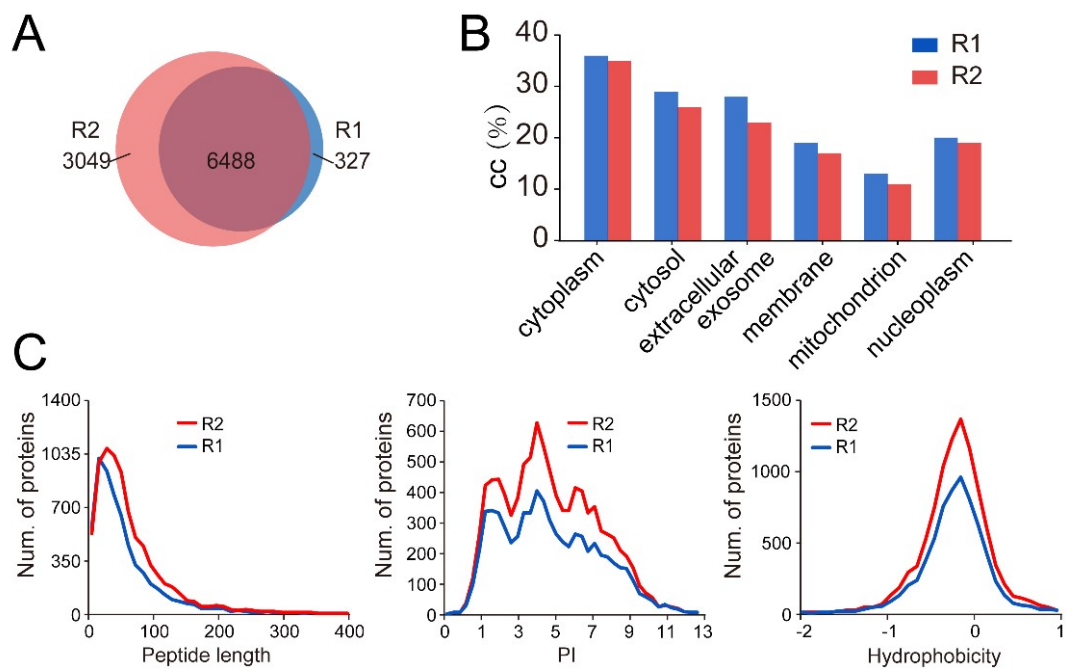 A
R2
3049
6488
R1
327
B
cc (%)
40
30
20
10
0
R1
R2
cytoplasm
cytosol
extracellular
exosome
membrane
mitochondrion
nucleoplasm
C
Num. of proteins
1400
1035
700
350
0
0 100 200 300 400
Peptide length
R2
R1
Num. of proteins
700
600
500
400
300
200
100
0
0 1 3 5 7 9 11 13
PI
R2
R1
Num. of proteins
1500
1000
500
0
-2 -1 0 1
Hydrophobicity
R2
R1